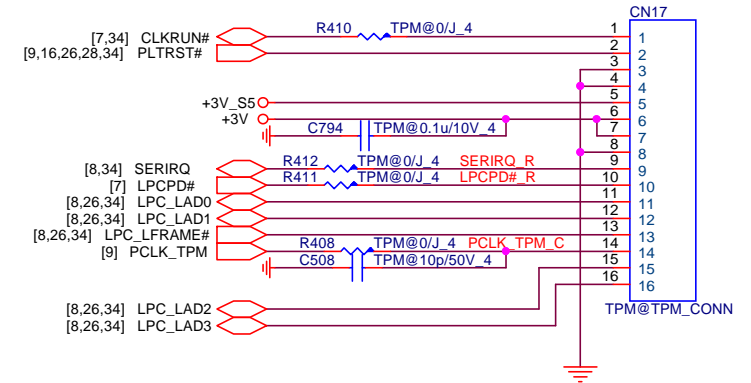 CN17
[7,34] CLKRUN# R410 TPM@0/J_4 1 1
[9,16,26,28,34] PLTRST# 2 2
3 3
4 4
+3V_S5 5 5
+3V 6 6
C794 TPM@0.1u/10V_4 7 7
8 8
[8,34] SERIRQ R412 TPM@0/J_4 SERIRQ_R 9 9
[7] LPCPD# R411 TPM@0/J_4 LPCPD#_R 10 10
[8,26,34] LPC_LAD0 11 11
[8,26,34] LPC_LAD1 12 12
[8,26,34] LPC_LFRAME# 13 13
[9] PCLK_TPM R408 TPM@0/J_4 PCLK_TPM_C 14 14
C508 TPM@10p/50V_4 15 15
16 16
[8,26,34] LPC_LAD2 TPM@TPM_CONN
[8,26,34] LPC_LAD3